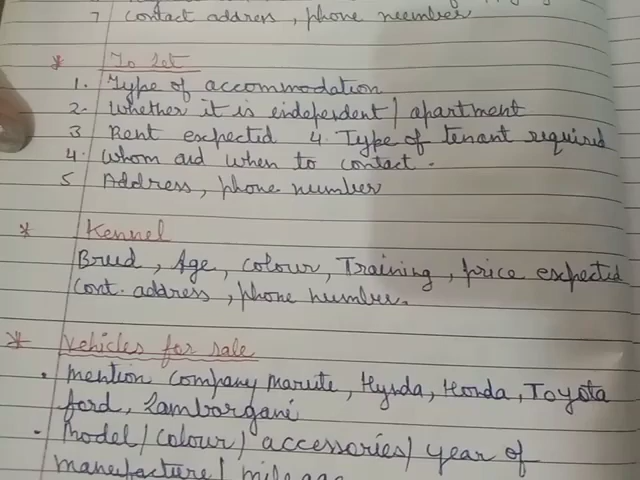 7 contact address, phone number
* To Let
1. Type of accommodation
2. Whether it is independent / apartment
3 Rent expected 4. Type of tenant required
4. Whom and When to contact.
5 Address, phone number
* Kennel
Breed, Age, colour, Training, price expected
Cont. address, phone number.
* Vehicles for sale
• mention company Marute, Hynda, Honda, Toyota
ford, Lamborgani
• Model / colour / accessories / year of
manufacture / mileage